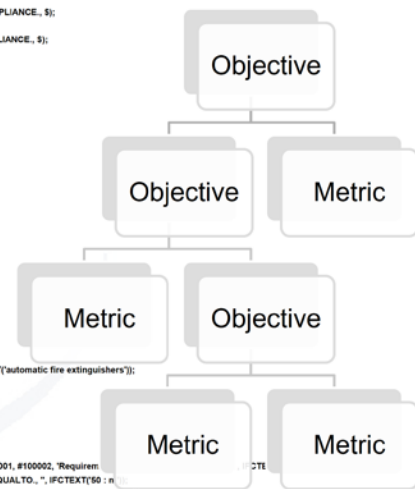 PLIANCE., $);
LIANCE., $);
Objective
Objective Metric
Metric Objective
('automatic fire extinguishers'));
Metric Metric
001, #100002, 'Requirem
QUALTO., '', IFCTEXT('50 :